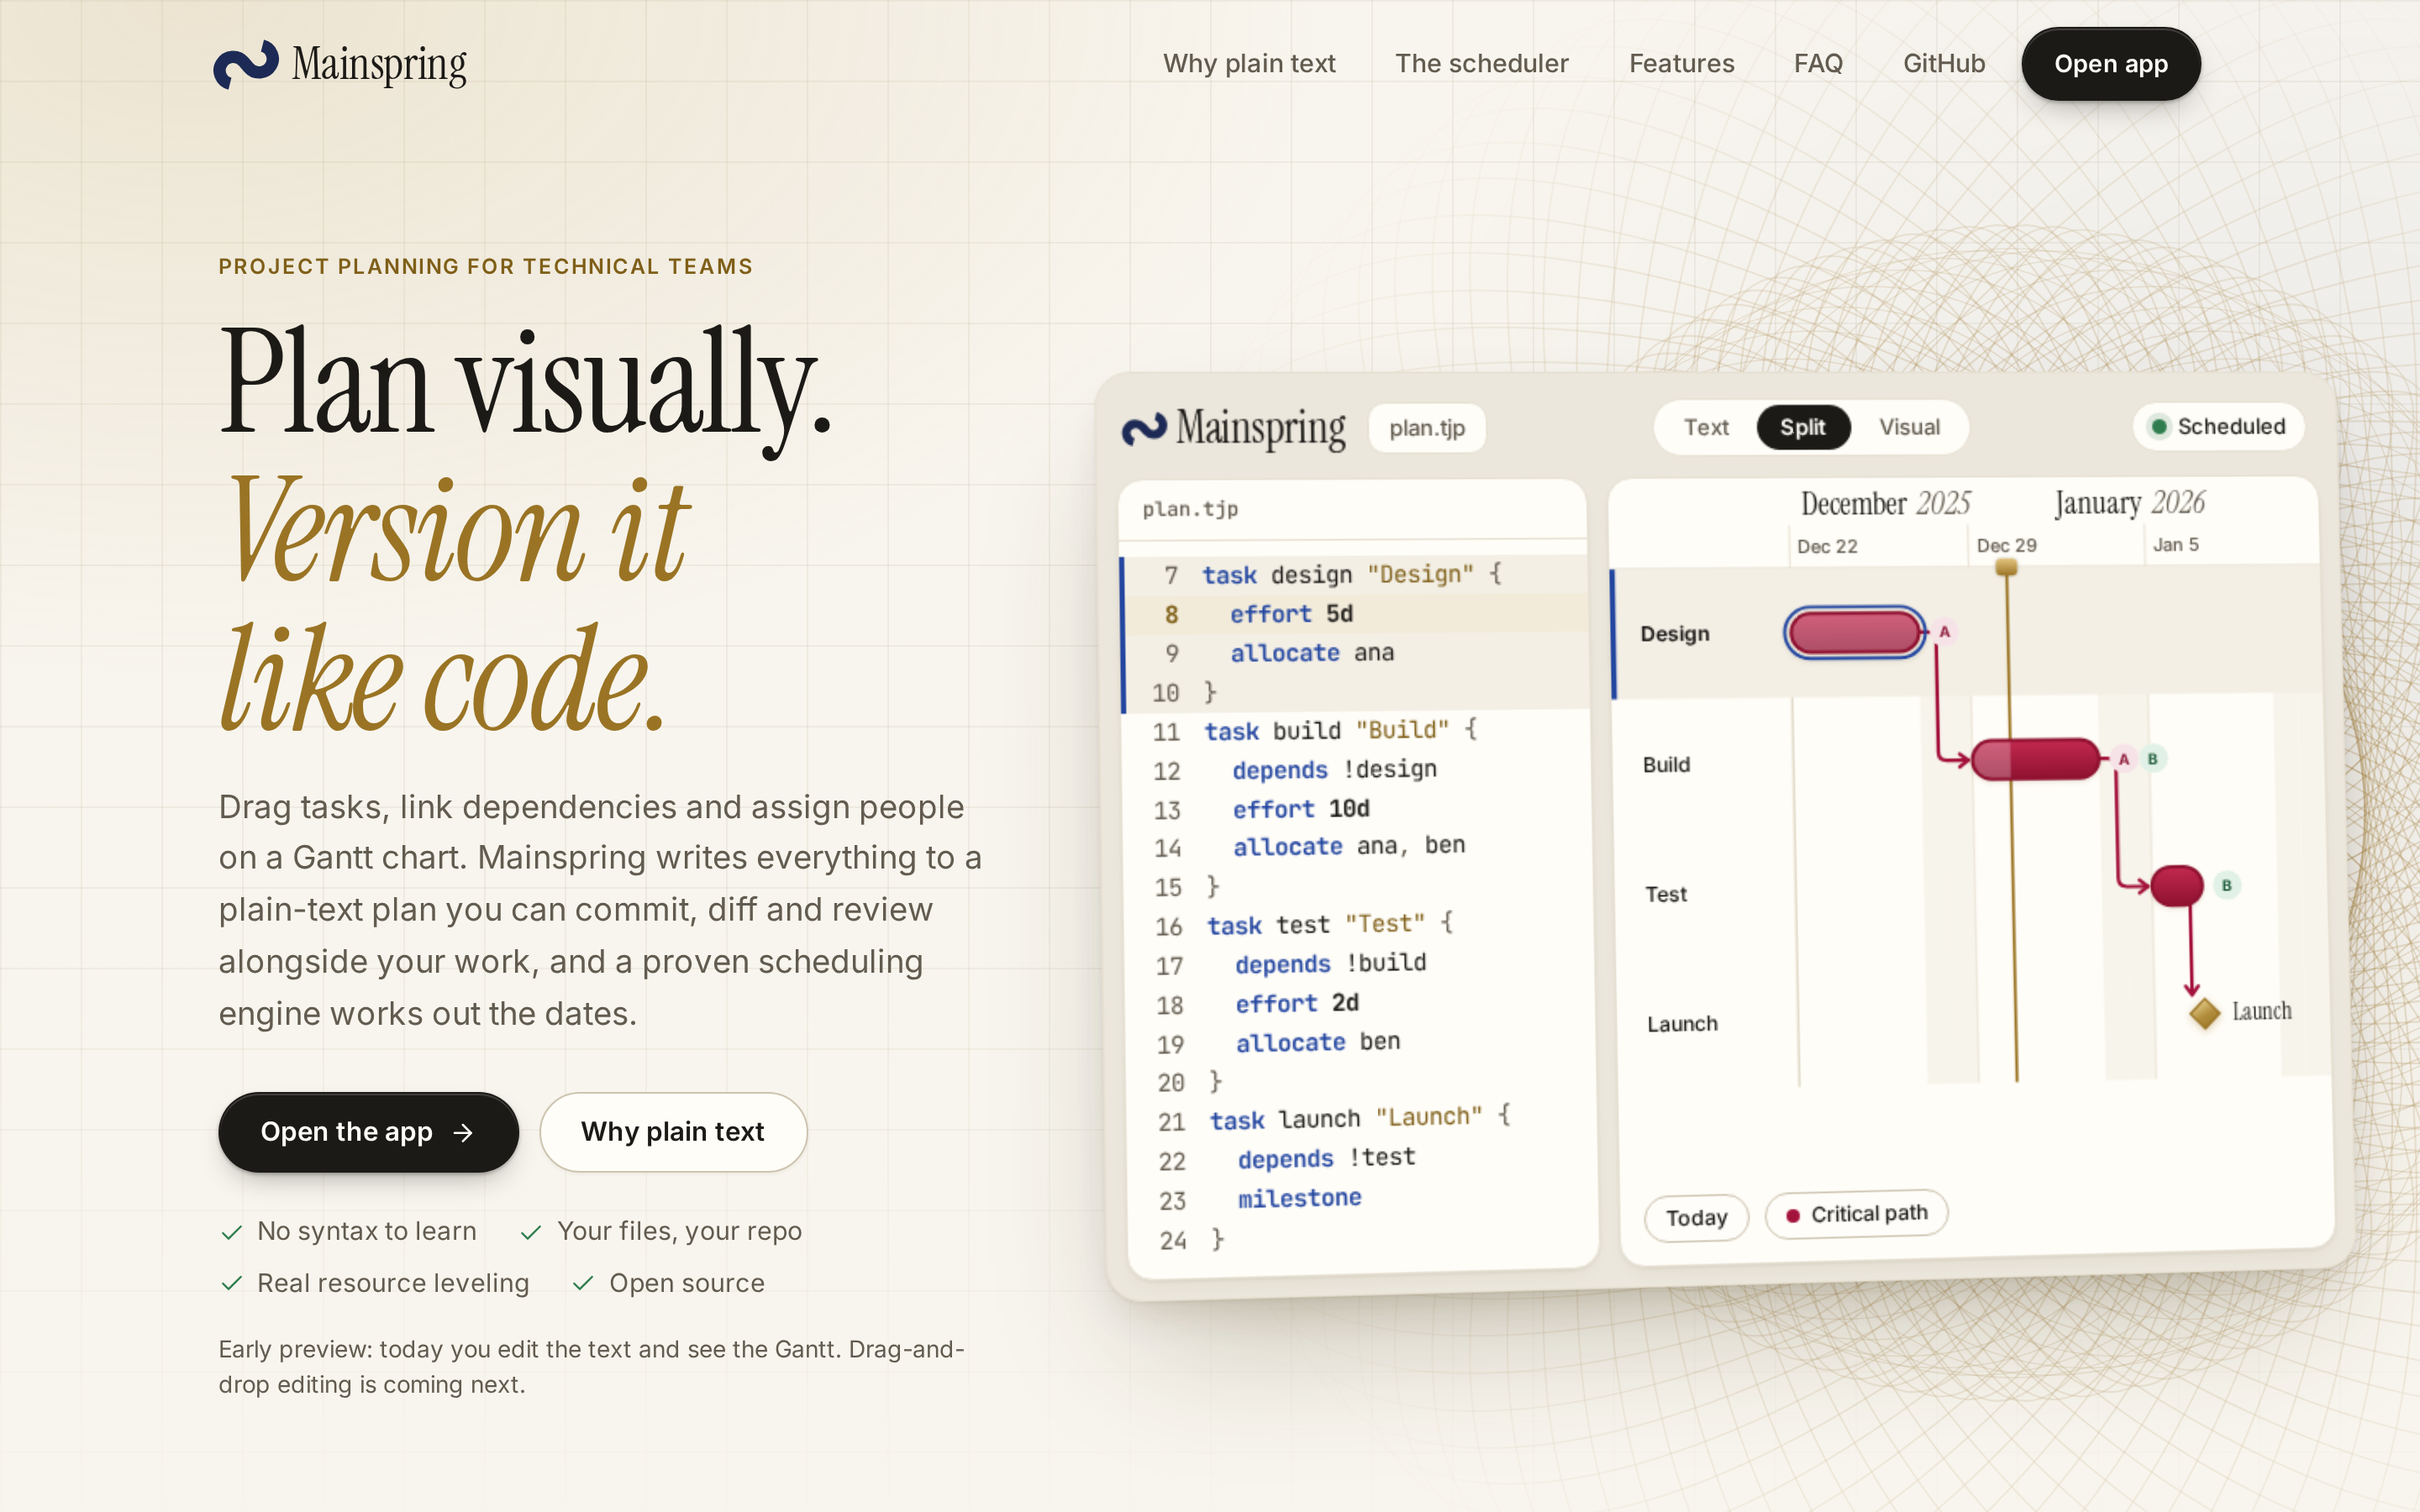 Mainspring
Why plain text
The scheduler
Features
FAQ
GitHub
Open app
PROJECT PLANNING FOR TECHNICAL TEAMS
Plan visually.
Version it
like code.
Drag tasks, link dependencies and assign people
on a Gantt chart. Mainspring writes everything to a
plain-text plan you can commit, diff and review
alongside your work, and a proven scheduling
engine works out the dates.
Open the app →
Why plain text
No syntax to learn
Your files, your repo
Real resource leveling
Open source
Early preview: today you edit the text and see the Gantt. Drag-and-
drop editing is coming next.
Mainspring
plan.tjp
Text
Split
Visual
Scheduled
plan.tjp
7 task design "Design" {
8 effort 5d
9 allocate ana
10 }
11 task build "Build" {
12 depends !design
13 effort 10d
14 allocate ana, ben
15 }
16 task test "Test" {
17 depends !build
18 effort 2d
19 allocate ben
20 }
21 task launch "Launch" {
22 depends !test
23 milestone
24 }
December 2025
January 2026
Dec 22
Dec 29
Jan 5
Design
A
Build
A
B
Test
B
Launch
Launch
Today
Critical path